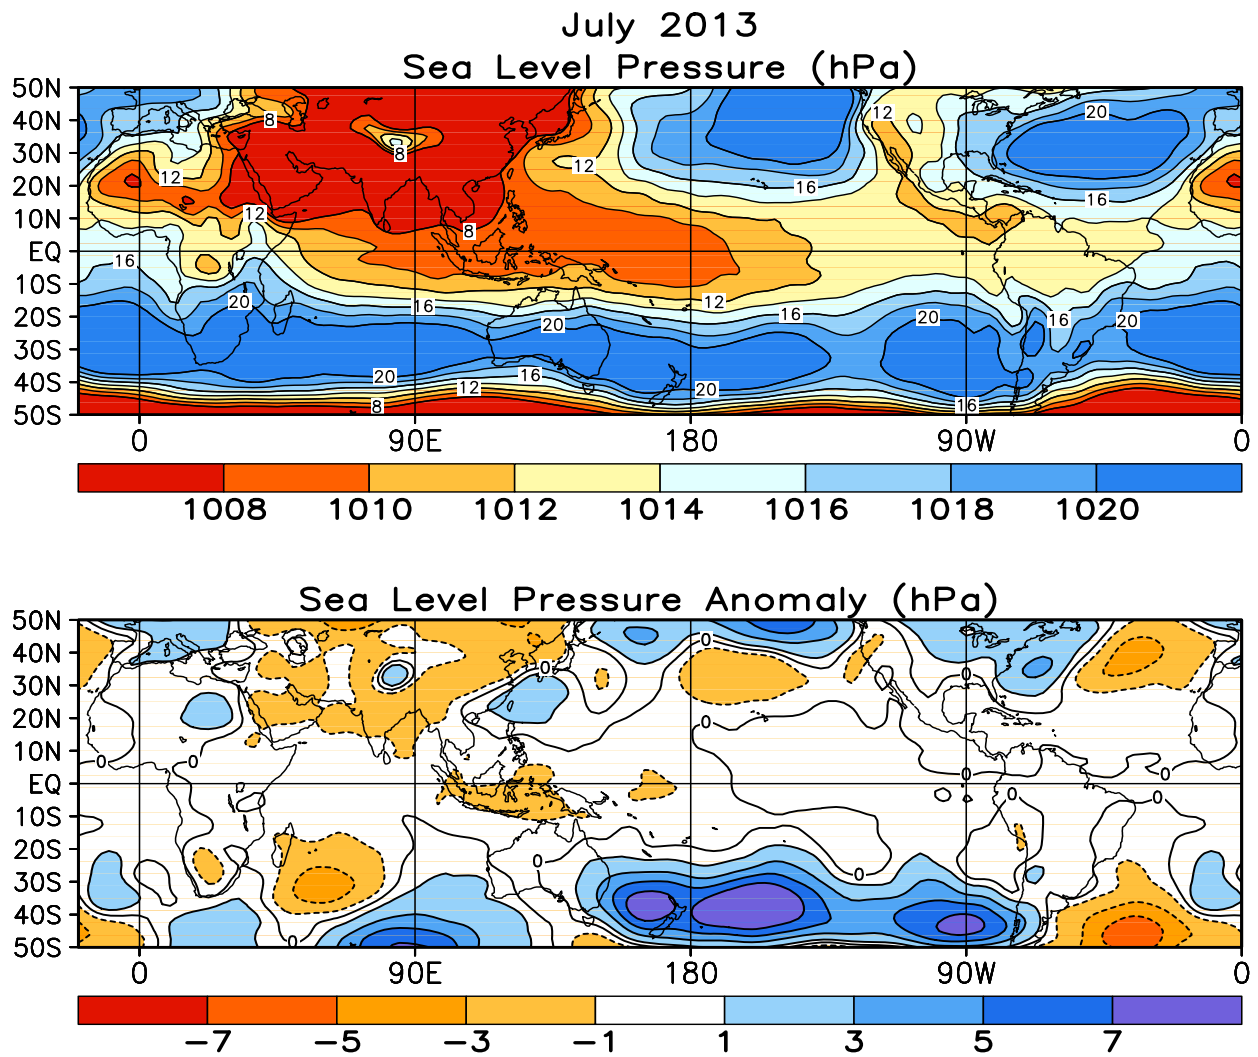 July 2013
Sea Level Pressure (hPa)
50N
40N
30N
20N
10N
EQ
10S
20S
30S
40S
50S
8 12 20
8 12 16 16
12 8
16 20 16 12 16 20 20 16 20
20 12 16 20
8 16
0 90E 180 90W 0
1008 1010 1012 1014 1016 1018 1020
Sea Level Pressure Anomaly (hPa)
50N
40N
30N
20N
10N
EQ
10S
20S
30S
40S
50S
0
0 0
0
0 0 0 0
0 0
0 0
0
0 90E 180 90W 0
−7 −5 −3 −1 1 3 5 7